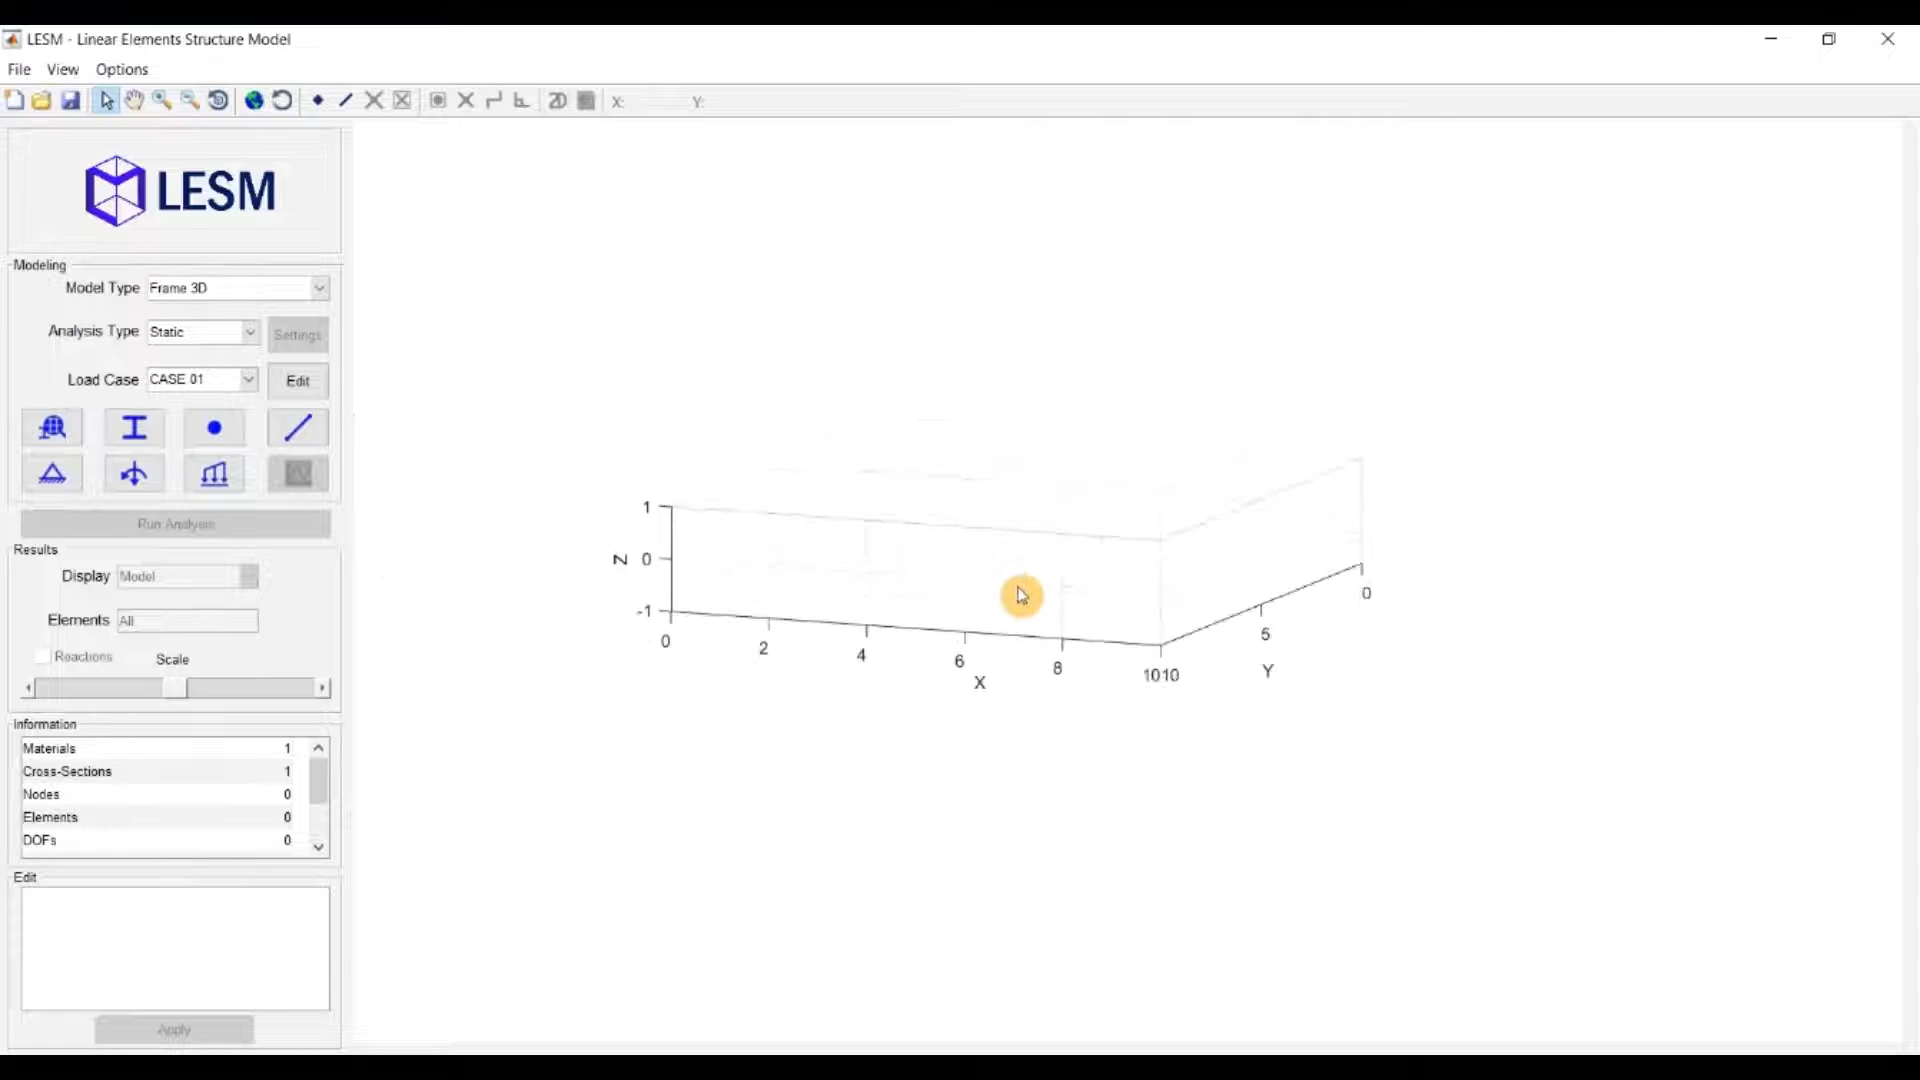 LESM - Linear Elements Structure Model
File View Options
2D X: Y:
LESM
Modeling
Model Type Frame 3D
Analysis Type Static Settings
Load Case CASE 01 Edit
Run Analysis
Results
Display Model
Elements All
Reactions Scale
Information
Materials 1
Cross-Sections 1
Nodes 0
Elements 0
DOFs 0
Edit
Apply
1
Z 0
-1
0 2 4 6 8 1010
X
0
5
Y